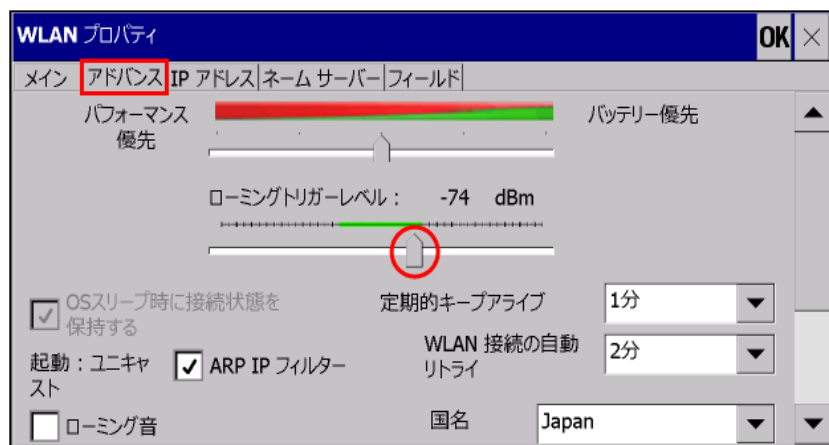 WLAN プロパティ OK
メイン アドバンス IP アドレス ネーム サーバー フィールド
パフォーマンス バッテリー優先
優先
ローミングトリガーレベル： -74 dBm
OSスリープ時に接続状態を
保持する
定期的キープアライブ 1分
起動：ユニキャ
スト
ARP IP フィルター
WLAN 接続の自動
リトライ
2分
ローミング音
国名 Japan